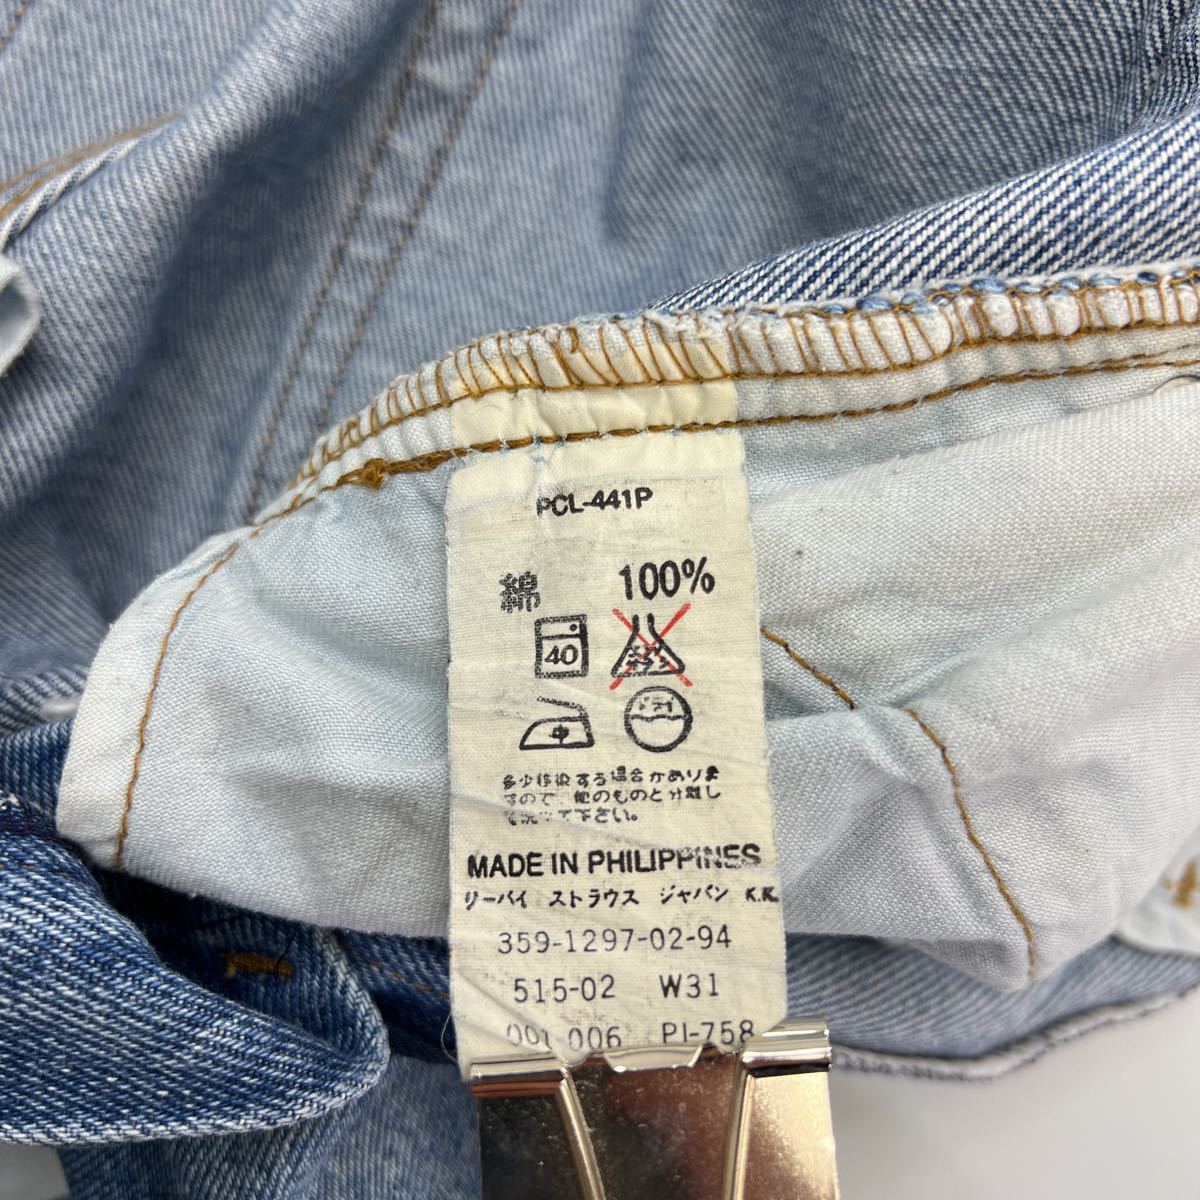 PCL-441P
綿 100%
40
ドライ
中
多少移染する場合がありま
すので、他のものと分離し
て洗って下さい。
MADE IN PHILIPPINES
リーバイ ストラウス ジャパン K.K.
359-1297-02-94
515-02 W31
001-006 PI-758